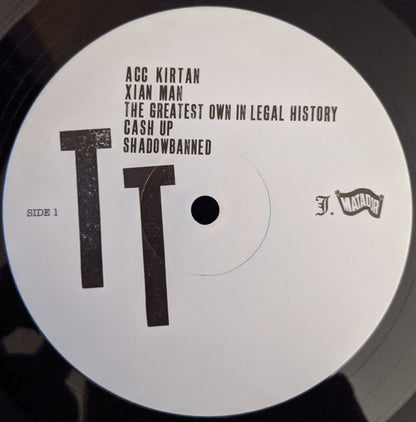 ACC KIRTAN
XIAN MAN
THE GREATEST OWN IN LEGAL HISTORY
CASH UP
SHADOWBANNED
TT
SIDE 1
J. MATADOR